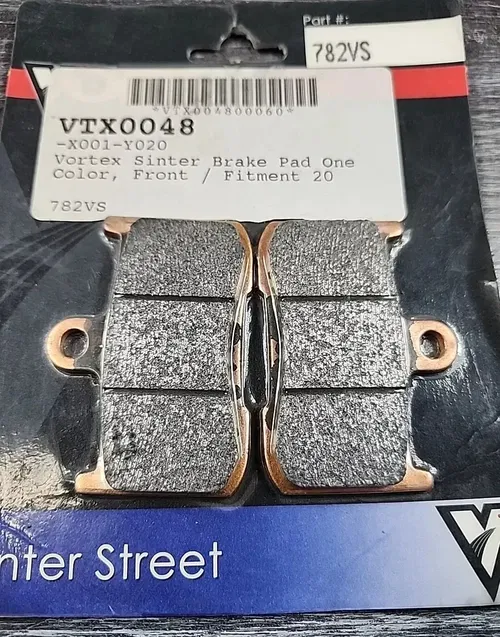 Part #:
782VS
*VTX004800060*
VTX0048
-X001-Y020
Vortex Sinter Brake Pad One
Color, Front / Fitment 20
782VS
nter Street